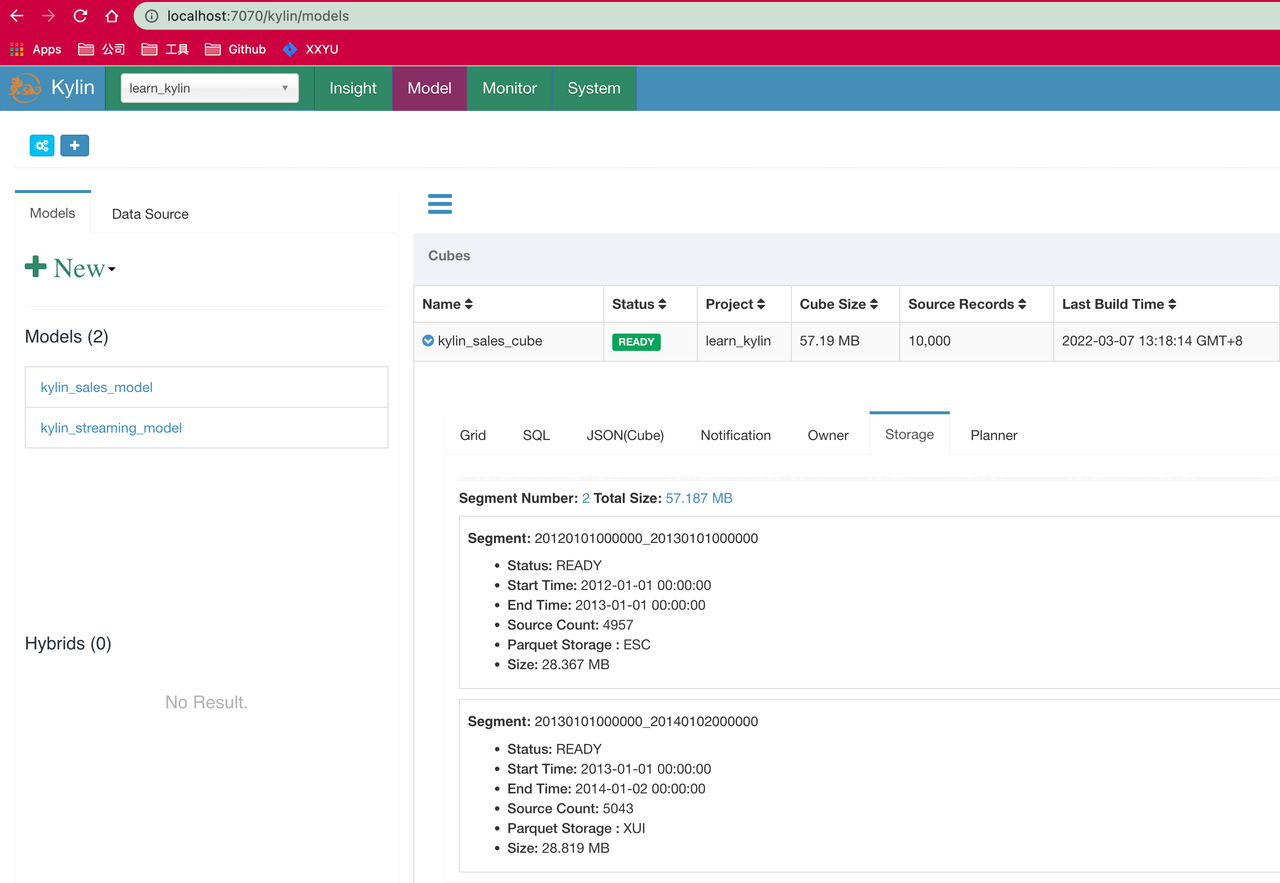 localhost:7070/kylin/models
Apps 公司 工具 Github XXYU
Kylin learn_kylin Insight Model Monitor System
Models Data Source
New
Models (2)
kylin_sales_model
kylin_streaming_model
Hybrids (0)
No Result.
Cubes
Name Status Project Cube Size Source Records Last Build Time
kylin_sales_cube READY learn_kylin 57.19 MB 10,000 2022-03-07 13:18:14 GMT+8
Grid SQL JSON(Cube) Notification Owner Storage Planner
Segment Number: 2 Total Size: 57.187 MB
Segment: 20120101000000_20130101000000
• Status: READY
• Start Time: 2012-01-01 00:00:00
• End Time: 2013-01-01 00:00:00
• Source Count: 4957
• Parquet Storage : ESC
• Size: 28.367 MB
Segment: 20130101000000_20140102000000
• Status: READY
• Start Time: 2013-01-01 00:00:00
• End Time: 2014-01-02 00:00:00
• Source Count: 5043
• Parquet Storage : XUI
• Size: 28.819 MB